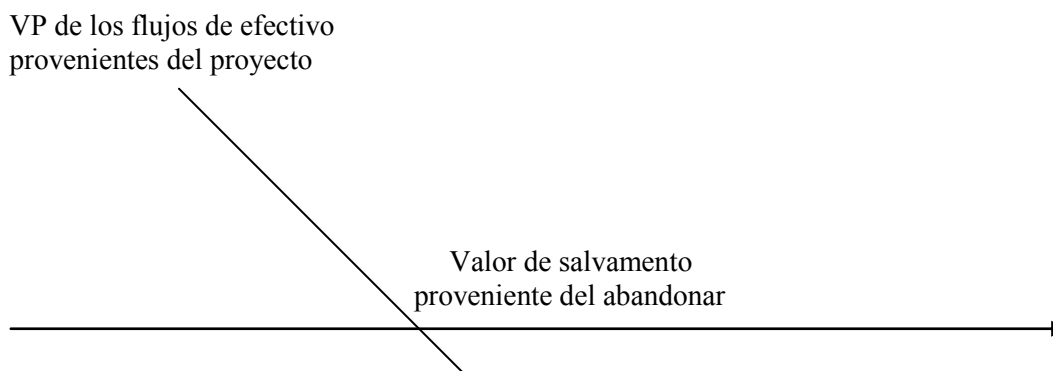 VP de los flujos de efectivo
provenientes del proyecto
Valor de salvamento
proveniente del abandonar